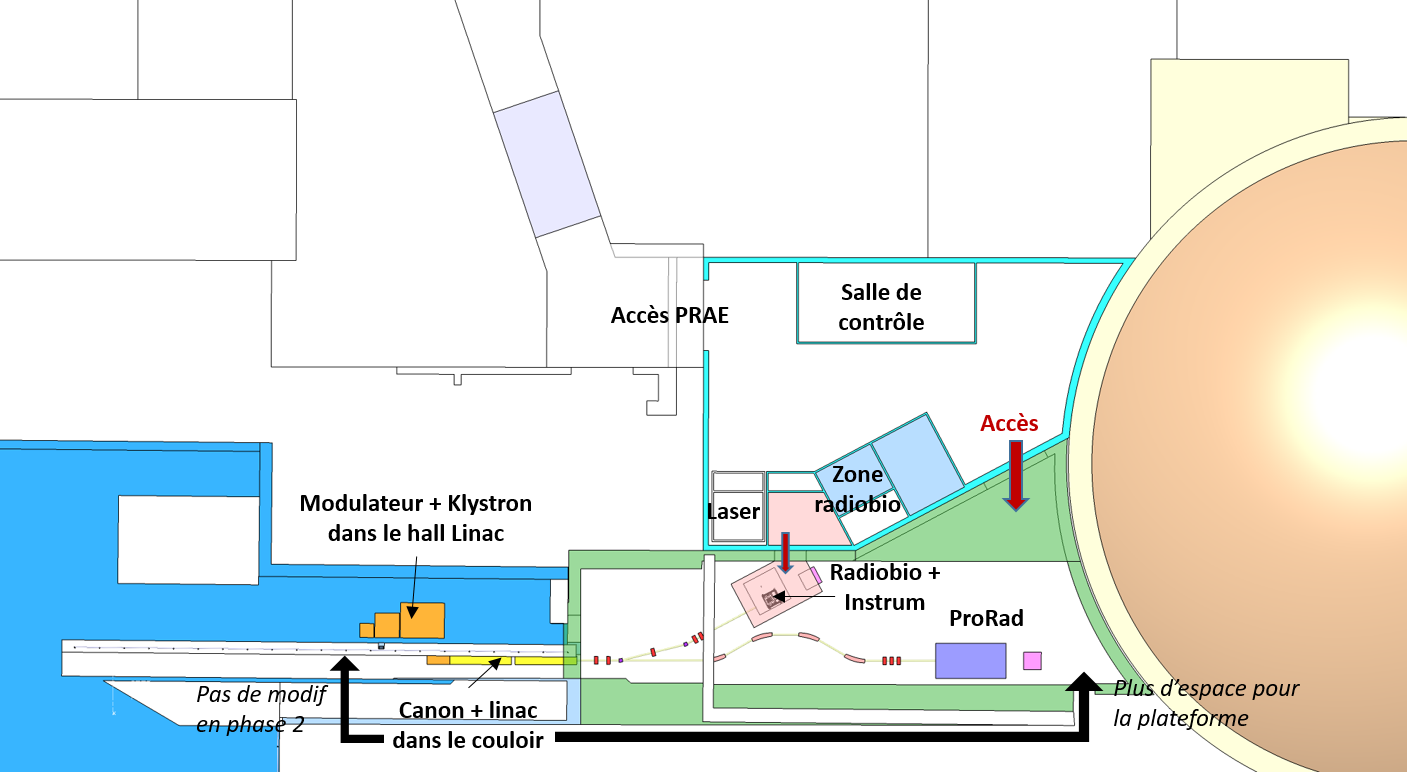 Salle de
contrôle
Accès PRAE
Accès
Zone
radiobio
Laser
Modulateur + Klystron
dans le hall Linac
Radiobio +
Instrum
ProRad
Pas de modif
en phase 2
Canon + linac
dans le couloir
Plus d’espace pour
la plateforme